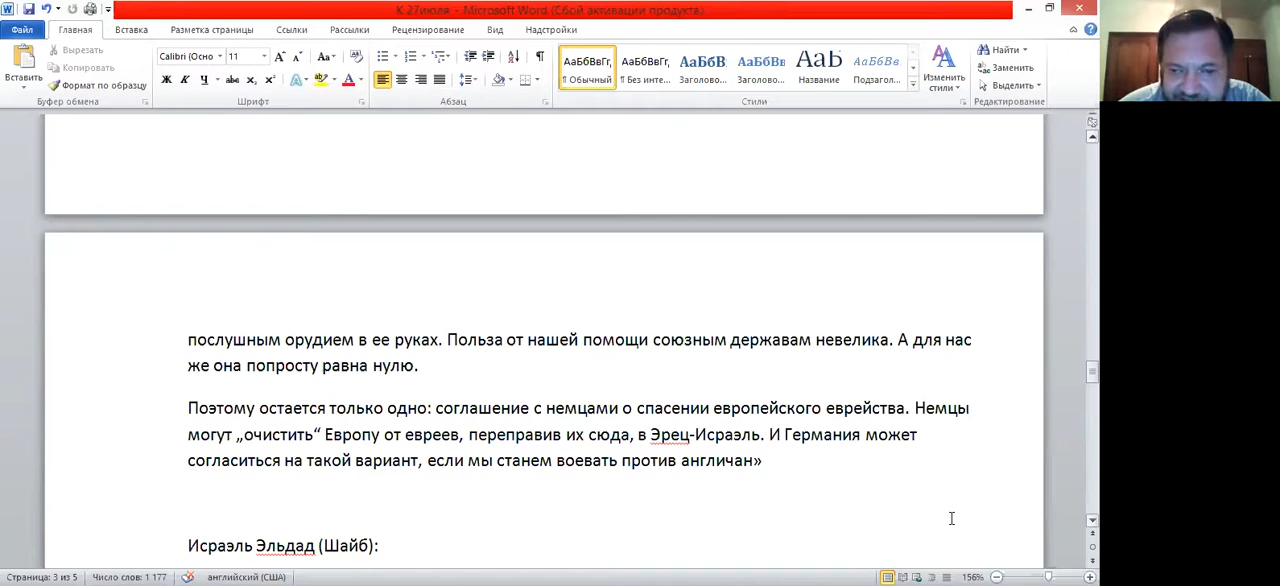 К 27июля - Microsoft Word (Сбой активации продукта)
Файл Главная Вставка Разметка страницы Ссылки Рассылки Рецензирование Вид Надстройки
Вставить
Вырезать
Копировать
Формат по образцу
Буфер обмена
Calibri (Осно 11
Ж К Ч abc x₂ x²
Шрифт
Абзац
АаБбВвГг, АаБбВвГг, АаБбВ АаБбВв АаБ АаБбВв
¶ Обычный ¶ Без инте... Заголово... Заголово... Название Подзагол...
Стили
Изменить стили
Найти
Заменить
Выделить
Редактирование
послушным орудием в ее руках. Польза от нашей помощи союзным державам невелика. А для нас
же она попросту равна нулю.
Поэтому остается только одно: соглашение с немцами о спасении европейского еврейства. Немцы
могут „очистить“ Европу от евреев, переправив их сюда, в Эрец-Исраэль. И Германия может
согласиться на такой вариант, если мы станем воевать против англичан»
Исраэль Эльдад (Шайб):
Страница: 3 из 5 Число слов: 1 177 английский (США) 156%